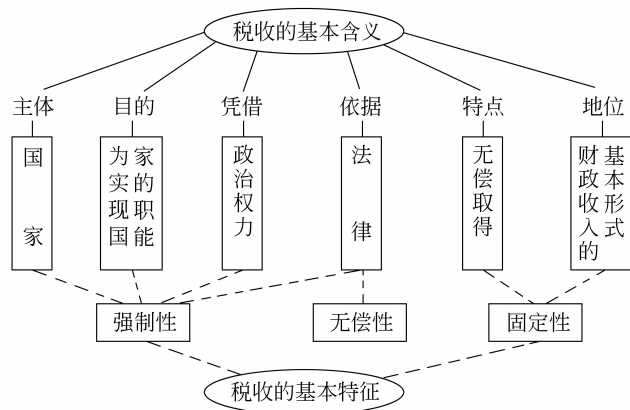 税收的基本含义
主体
目的
凭借
依据
特点
地位
国家
为实现国
家的职能
政治权力
法律
无偿取得
财政收入的
基本形式
强制性
无偿性
固定性
税收的基本特征